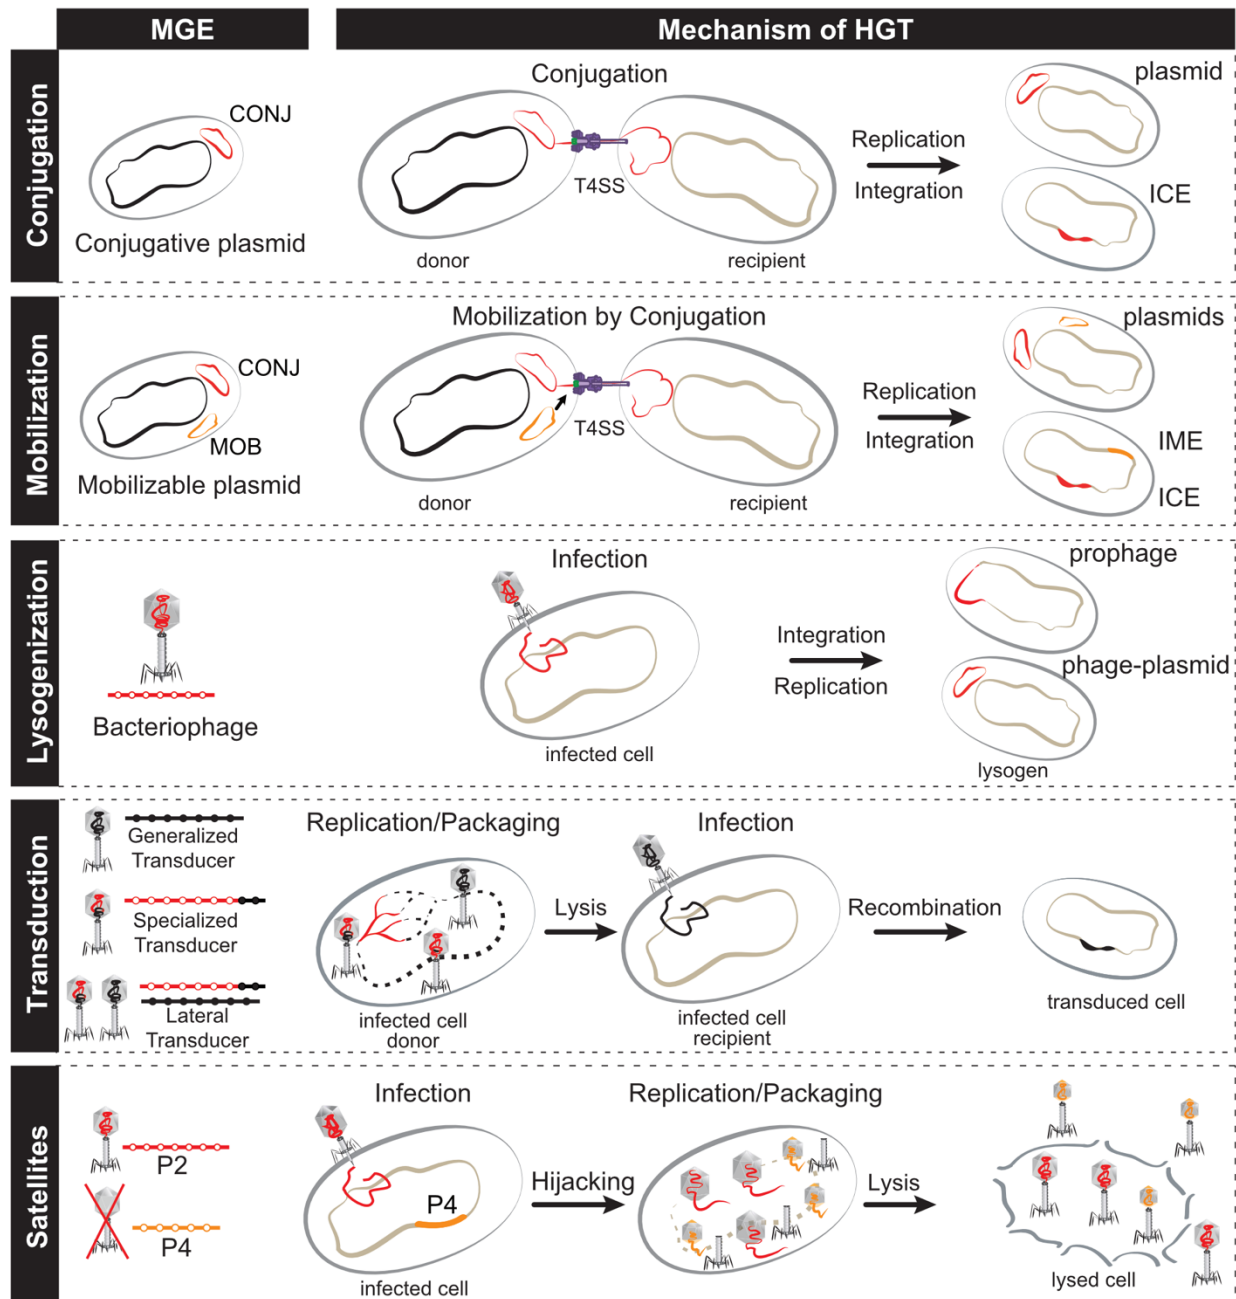 MGE
Mechanism of HGT
Conjugation
CONJ
Conjugative plasmid
Conjugation
T4SS
donor
recipient
Replication
Integration
plasmid
ICE
Mobilization
CONJ
MOB
Mobilizable plasmid
Mobilization by Conjugation
T4SS
donor
recipient
Replication
Integration
plasmids
IME
ICE
Lysogenization
Bacteriophage
Infection
infected cell
Integration
Replication
prophage
phage-plasmid
lysogen
Transduction
Generalized
Transducer
Specialized
Transducer
Lateral
Transducer
Replication/Packaging
infected cell
donor
Lysis
Infection
infected cell
recipient
Recombination
transduced cell
Satellites
P2
P4
Infection
P4
infected cell
Hijacking
Replication/Packaging
Lysis
lysed cell